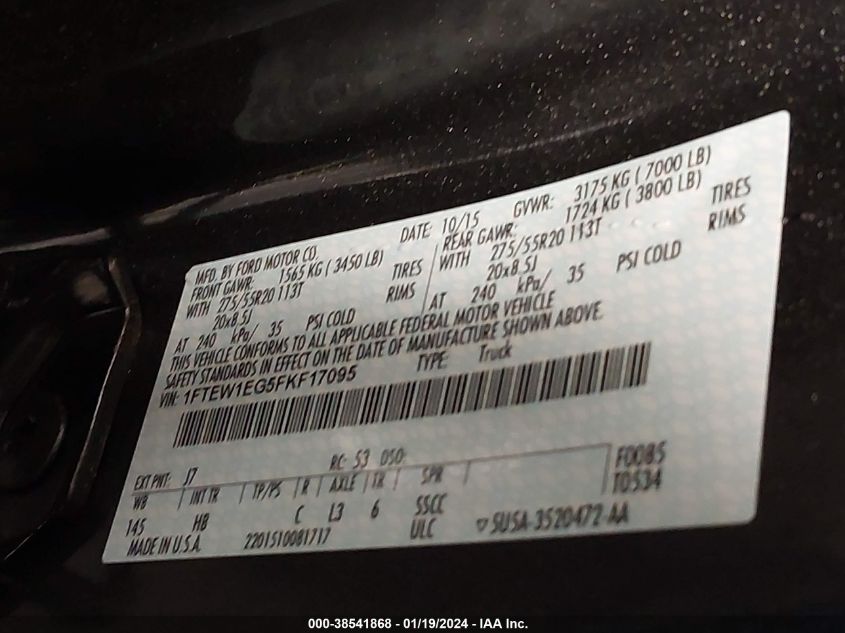 MFD. BY FORD MOTOR CO. DATE: 10/15 GVWR: 3175 KG ( 7000 LB)
FRONT GAWR: 1565 KG ( 3450 LB) REAR GAWR: 1724 KG ( 3800 LB)
WITH 275/55R20 113T TIRES WITH 275/55R20 113T TIRES
20x8.5J RIMS 20x8.5J RIMS
AT 240 kPa/ 35 PSI COLD AT 240 kPa/ 35 PSI COLD
THIS VEHICLE CONFORMS TO ALL APPLICABLE FEDERAL MOTOR VEHICLE
SAFETY STANDARDS IN EFFECT ON THE DATE OF MANUFACTURE SHOWN ABOVE.
VIN: 1FTEW1EG5FKF17095 TYPE: Truck
EXT PNT: J7 RC: 53 DSO: F0085
WB INT TR TP/PS R AXLE TR SPR T0534
145 HB C L3 6 SSCC
MADE IN U.S.A. 2201510081717 ULC SU5A-3520472-AA
000-38541868 - 01/19/2024 - IAA Inc.